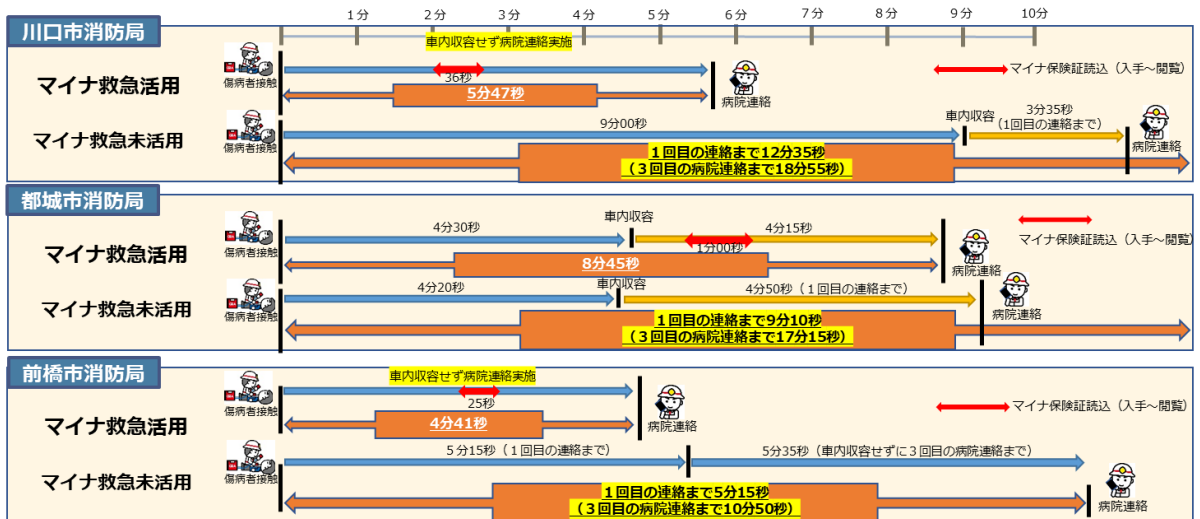 1分 2分 3分 4分 5分 6分 7分 8分 9分 10分
川口市消防局
車内収容せず病院連絡実施
マイナ救急活用
傷病者接触
36秒
5分47秒
病院連絡
マイナ保険証読込（入手～閲覧）
マイナ救急未活用
傷病者接触
9分00秒
車内収容
3分35秒
(1回目の連絡まで）
病院連絡
1回目の連絡まで12分35秒
（３回目の病院連絡まで18分55秒）
都城市消防局
マイナ救急活用
傷病者接触
4分30秒
車内収容
4分15秒
1分00秒
8分45秒
病院連絡
マイナ保険証読込（入手～閲覧）
マイナ救急未活用
傷病者接触
4分20秒
車内収容
4分50秒（１回目の連絡まで）
病院連絡
1回目の連絡まで9分10秒
（３回目の病院連絡まで17分15秒）
前橋市消防局
車内収容せず病院連絡実施
マイナ救急活用
傷病者接触
25秒
4分41秒
病院連絡
マイナ保険証読込（入手～閲覧）
マイナ救急未活用
傷病者接触
５分15秒（１回目の連絡まで）
5分35秒（車内収容せずに３回目の病院連絡まで）
病院連絡
1回目の連絡まで5分15秒
（３回目の病院連絡まで10分50秒）